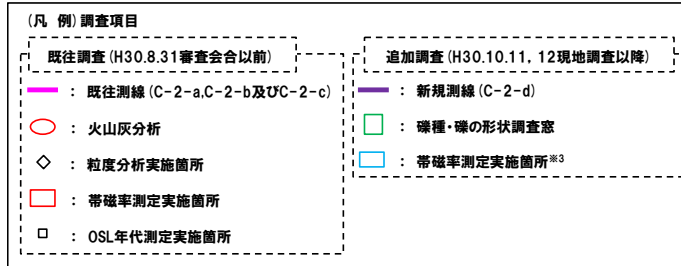 (凡 例)調査項目
既往調査(H30.8.31審査会合以前)
: 既往測線(C-2-a,C-2-b及びC-2-c)
: 火山灰分析
: 粒度分析実施箇所
: 帯磁率測定実施箇所
: OSL年代測定実施箇所
追加調査(H30.10.11, 12現地調査以降)
: 新規測線(C-2-d)
: 礫種・礫の形状調査窓
: 帯磁率測定実施箇所※3